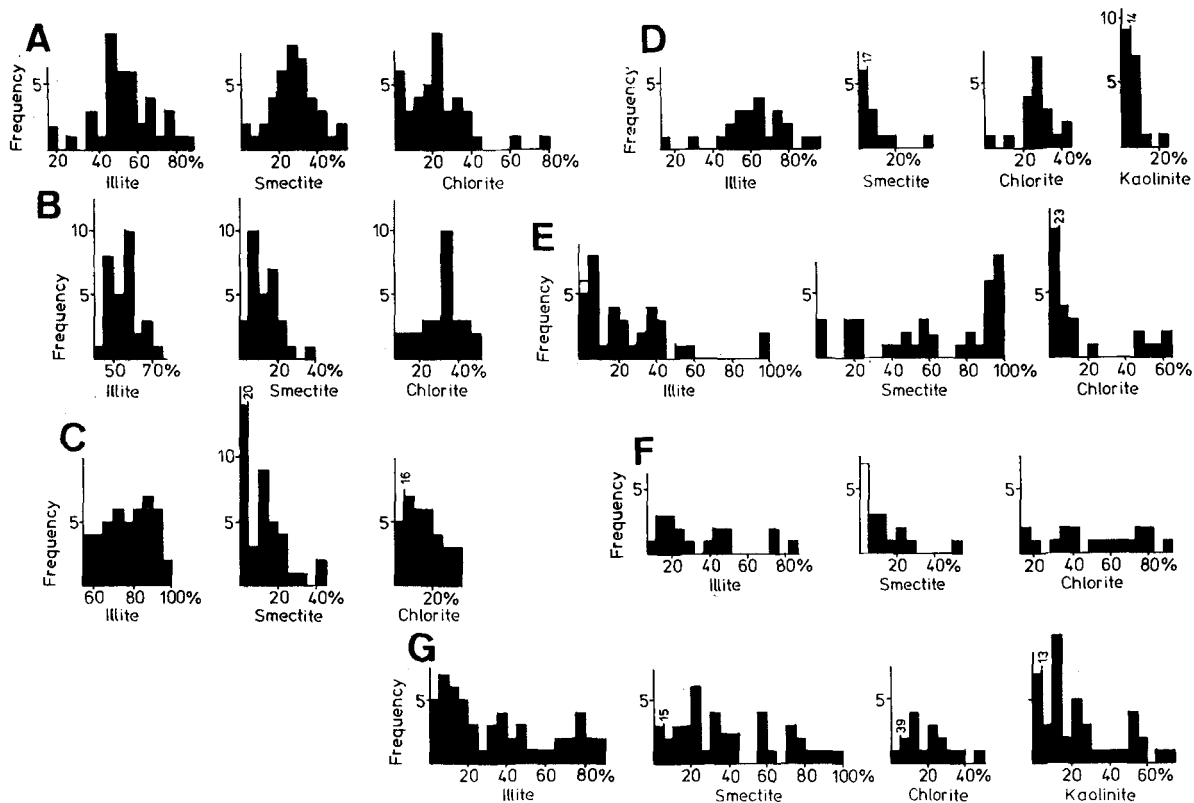 A
Frequency
5
20 40 60 80%
Illite
5
20 40%
Smectite
5
20 40 60 80%
Chlorite
B
Frequency
10
5
50 70%
Illite
10
5
20 40%
Smectite
10
5
40%
Chlorite
C
Frequency
5
60 80 100%
Illite
20
10
5
20 40%
Smectite
16
5
20%
Chlorite
D
Frequency
5
20 40 60 80%
Illite
17
5
20%
Smectite
5
20 40%
Chlorite
14
10
5
20%
Kaolinite
E
Frequency
5
20 40 60 80 100%
Illite
5
20 40 60 80 100%
Smectite
23
5
20 40 60%
Chlorite
F
Frequency
5
20 40 60 80%
Illite
5
20 40%
Smectite
5
20 40 60 80%
Chlorite
G
Frequency
5
20 40 60 80%
Illite
15
5
20 40 60 80 100%
Smectite
39
5
20 40%
Chlorite
13
5
20 40 60%
Kaolinite